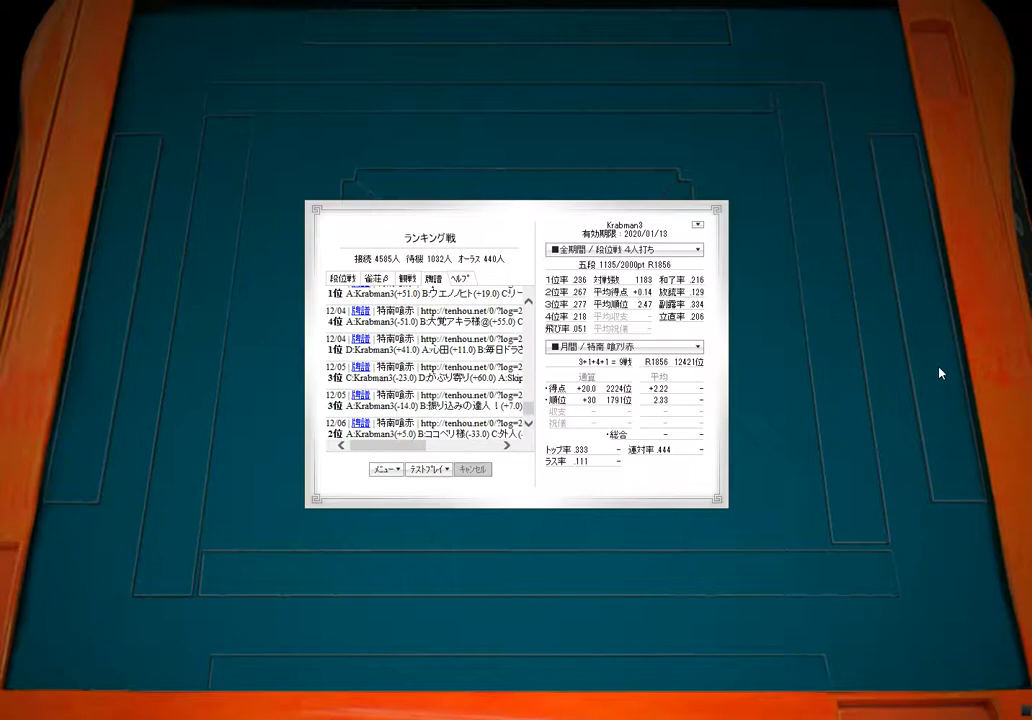 ランキング戦
接続 4585人 待機 1032人 オーラス 440人
段位戦 雀荘β 観戦 牌譜 ヘルプ
1位 A:Krabman3(+51.0) B:ウエノヒト(+19.0) C:リー
12/04 | 牌譜 | 特南喰赤 | http://tenhou.net/0/?log=2
4位 A:Krabman3(-51.0) B:大覚アキラ様@(+55.0) C
12/04 | 牌譜 | 特南喰赤 | http://tenhou.net/0/?log=2
1位 D:Krabman3(+41.0) A:心田(+11.0) B:毎日ドラさ
12/05 | 牌譜 | 特南喰赤 | http://tenhou.net/0/?log=2
3位 C:Krabman3(-23.0) D:がぶり寄り(+60.0) A:Skip
12/05 | 牌譜 | 特南喰赤 | http://tenhou.net/0/?log=2
3位 A:Krabman3(-14.0) B:振り込みの達人！(+7.0)
12/06 | 牌譜 | 特南喰赤 | http://tenhou.net/0/?log=2
2位 A:Krabman3(+5.0) B:ココペリ様(-33.0) C:外人(-
メニュー▼ テストプレイ▼ キャンセル
Krabman3
有効期限：2020/01/13
■全期間 / 段位戦 4人打ち
五段 1135/2000pt R1856
1位率 .236 対戦数 1183 和了率 .216
2位率 .267 平均得点 +0.14 放銃率 .129
3位率 .277 平均順位 2.47 副露率 .334
4位率 .218 平均収支 - 立直率 .206
飛び率 .051 平均祝儀 -
■月間 / 特南 喰アリ赤
3+1+4+1 = 9戦 R1856 12421位
通算 平均
・得点 +20.0 2224位 +2.22 -
・順位 +30 1791位 2.33 -
収支 - - - -
祝儀 - - - -
・総合 - -
トップ率 .333 - 連対率 .444 -
ラス率 .111 -